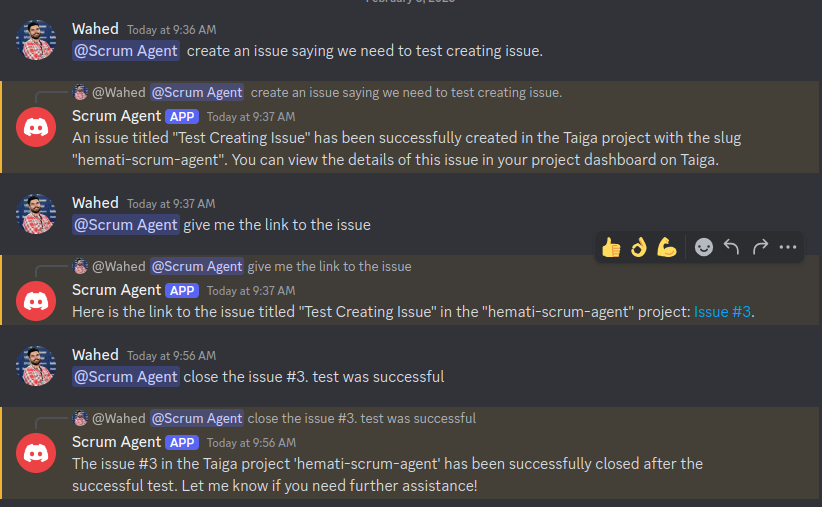 Wahed Today at 9:36 AM
@Scrum Agent create an issue saying we need to test creating issue.
@Wahed @Scrum Agent create an issue saying we need to test creating issue.
Scrum Agent APP Today at 9:37 AM
An issue titled "Test Creating Issue" has been successfully created in the Taiga project with the slug
"hemati-scrum-agent". You can view the details of this issue in your project dashboard on Taiga.
Wahed Today at 9:37 AM
@Scrum Agent give me the link to the issue
@Wahed @Scrum Agent give me the link to the issue
Scrum Agent APP Today at 9:37 AM
Here is the link to the issue titled "Test Creating Issue" in the "hemati-scrum-agent" project: Issue #3.
Wahed Today at 9:56 AM
@Scrum Agent close the issue #3. test was successful
@Wahed @Scrum Agent close the issue #3. test was successful
Scrum Agent APP Today at 9:56 AM
The issue #3 in the Taiga project 'hemati-scrum-agent' has been successfully closed after the
successful test. Let me know if you need further assistance!